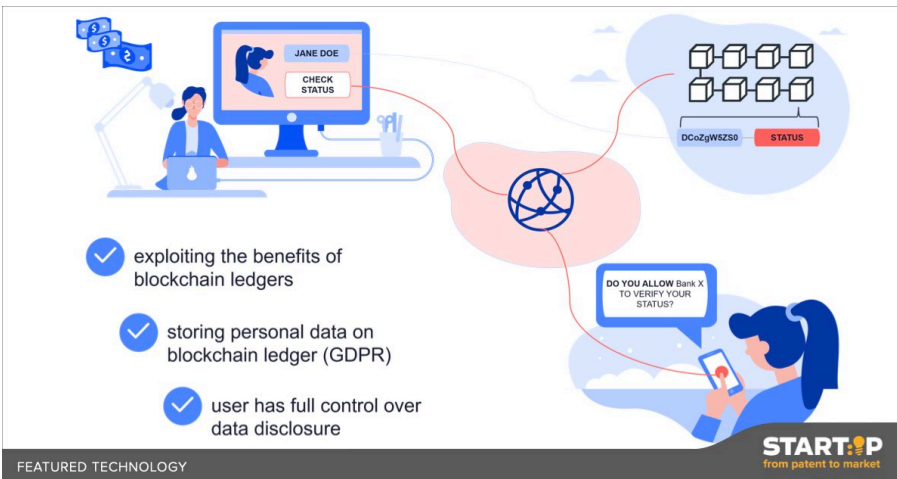 JANE DOE
CHECK
STATUS
DCoZgW5ZS0
STATUS
exploiting the benefits of
blockchain ledgers
DO YOU ALLOW Bank X
TO VERIFY YOUR
STATUS?
storing personal data on
blockchain ledger (GDPR)
user has full control over
data disclosure
FEATURED TECHNOLOGY
START:UP
from patent to market